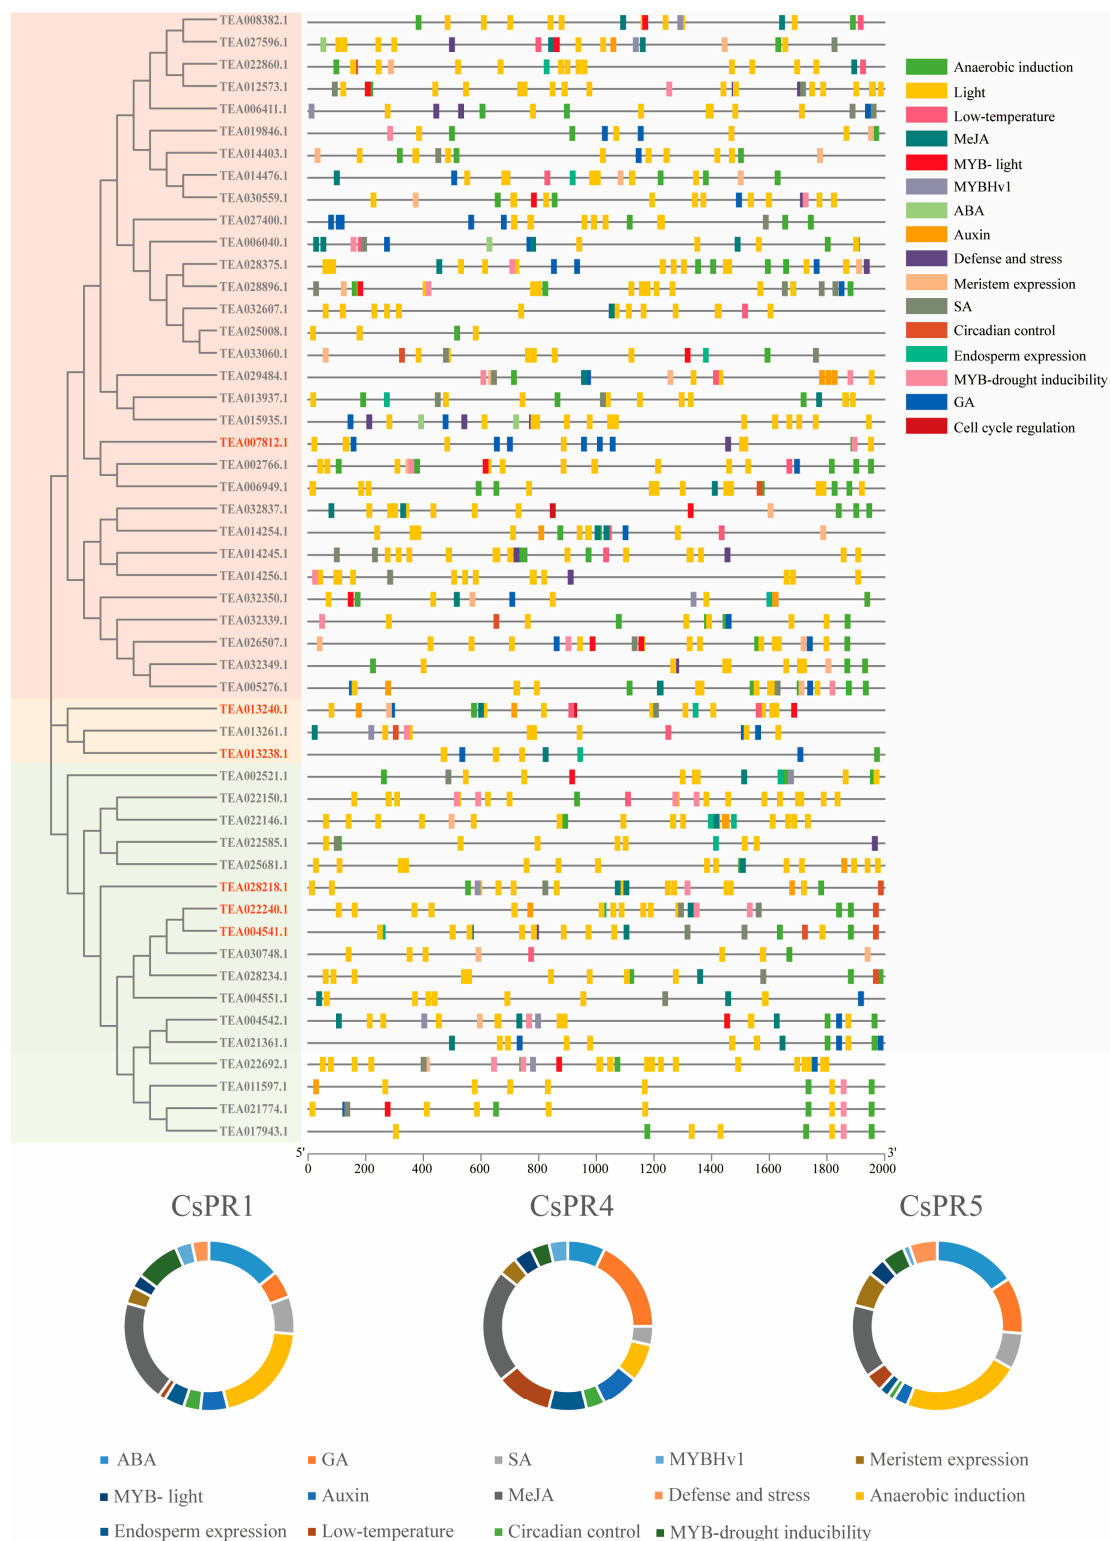 TEA008382.1
TEA027596.1
TEA022860.1
TEA012573.1
TEA006411.1
TEA019846.1
TEA014403.1
TEA014476.1
TEA030559.1
TEA027400.1
TEA006040.1
TEA028375.1
TEA028896.1
TEA032607.1
TEA025008.1
TEA033060.1
TEA029484.1
TEA013937.1
TEA015935.1
TEA007812.1
TEA002766.1
TEA006949.1
TEA032837.1
TEA014254.1
TEA014245.1
TEA014256.1
TEA032350.1
TEA032339.1
TEA026507.1
TEA032349.1
TEA005276.1
TEA013240.1
TEA013261.1
TEA013238.1
TEA002521.1
TEA022150.1
TEA022146.1
TEA022585.1
TEA025681.1
TEA028218.1
TEA022240.1
TEA004541.1
TEA030748.1
TEA028234.1
TEA004551.1
TEA004542.1
TEA021361.1
TEA022692.1
TEA011597.1
TEA021774.1
TEA017943.1
Anaerobic induction
Light
Low-temperature
MeJA
MYB- light
MYBHv1
ABA
Auxin
Defense and stress
Meristem expression
SA
Circadian control
Endosperm expression
MYB-drought inducibility
GA
Cell cycle regulation
5' 3'
0 200 400 600 800 1000 1200 1400 1600 1800 2000
CsPR1 CsPR4 CsPR5
ABA GA SA MYBHv1 Meristem expression
MYB- light Auxin MeJA Defense and stress Anaerobic induction
Endosperm expression Low-temperature Circadian control MYB-drought inducibility